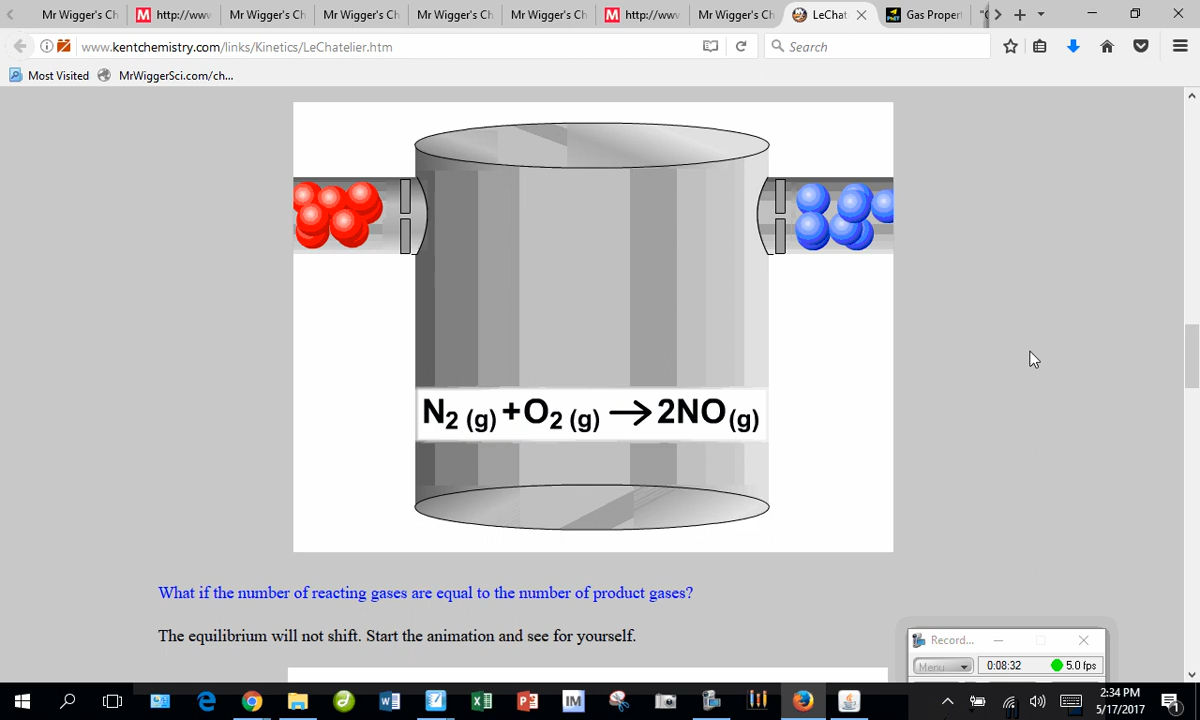 Mr Wigger's Ch
http://www
Mr Wigger's Ch
Mr Wigger's Ch
Mr Wigger's Ch
Mr Wigger's Ch
http://www
Mr Wigger's Ch
LeChat
Gas Propert
www.kentchemistry.com/links/Kinetics/LeChatelier.htm
Search
Most Visited
MrWiggerSci.com/ch...
N2 (g) + O2 (g) → 2NO (g)
What if the number of reacting gases are equal to the number of product gases?
The equilibrium will not shift. Start the animation and see for yourself.
Record...
Menu
0:08:32
5.0 fps
IM
2:34 PM
5/17/2017
1